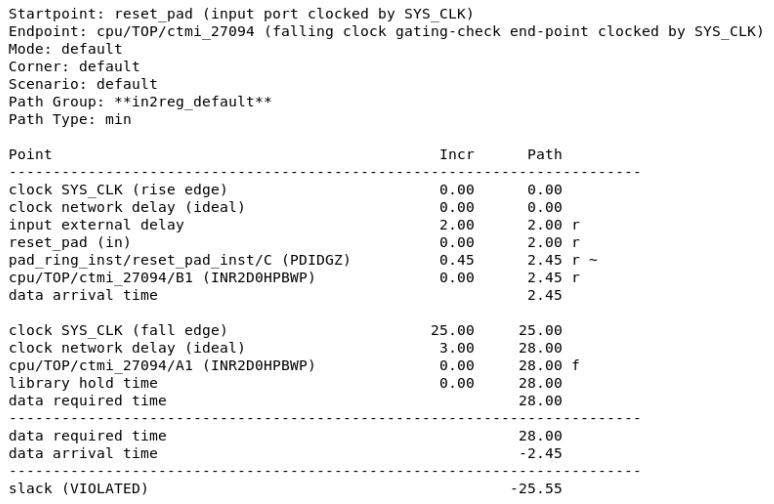 Startpoint: reset_pad (input port clocked by SYS_CLK)
Endpoint: cpu/TOP/ctmi_27094 (falling clock gating-check end-point clocked by SYS_CLK)
Mode: default
Corner: default
Scenario: default
Path Group: **in2reg_default**
Path Type: min

Point                                            Incr      Path
------------------------------------------------------------------------
clock SYS_CLK (rise edge)                        0.00      0.00
clock network delay (ideal)                      0.00      0.00
input external delay                             2.00      2.00 r
reset_pad (in)                                   0.00      2.00 r
pad_ring_inst/reset_pad_inst/C (PDIDGZ)          0.45      2.45 r ~
cpu/TOP/ctmi_27094/B1 (INR2D0HPBWP)              0.00      2.45 r
data arrival time                                          2.45

clock SYS_CLK (fall edge)                       25.00     25.00
clock network delay (ideal)                      3.00     28.00
cpu/TOP/ctmi_27094/A1 (INR2D0HPBWP)              0.00     28.00 f
library hold time                                0.00     28.00
data required time                                        28.00
------------------------------------------------------------------------
data required time                                        28.00
data arrival time                                         -2.45
------------------------------------------------------------------------
slack (VIOLATED)                                         -25.55